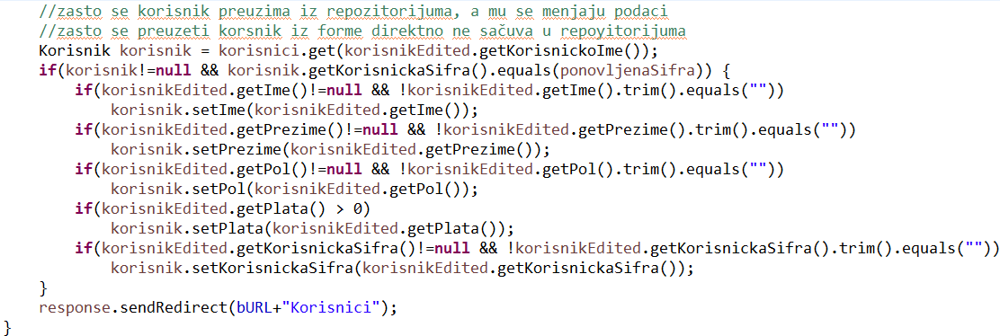 //zasto se korisnik preuzima iz repozitorijuma, a mu se menjaju podaci
//zasto se preuzeti korsnik iz forme direktno ne sačuva u repoyitorijuma
Korisnik korisnik = korisnici.get(korisnikEdited.getKorisnickoIme());
if(korisnik!=null && korisnik.getKorisnickaSifra().equals(ponovljenaSifra)) {
if(korisnikEdited.getIme()!=null && !korisnikEdited.getIme().trim().equals(""))
korisnik.setIme(korisnikEdited.getIme());
if(korisnikEdited.getPrezime()!=null && !korisnikEdited.getPrezime().trim().equals(""))
korisnik.setPrezime(korisnikEdited.getPrezime());
if(korisnikEdited.getPol()!=null && !korisnikEdited.getPol().trim().equals(""))
korisnik.setPol(korisnikEdited.getPol());
if(korisnikEdited.getPlata() > 0)
korisnik.setPlata(korisnikEdited.getPlata());
if(korisnikEdited.getKorisnickaSifra()!=null && !korisnikEdited.getKorisnickaSifra().trim().equals(""))
korisnik.setKorisnickaSifra(korisnikEdited.getKorisnickaSifra());
}
response.sendRedirect(bURL+"Korisnici");
}